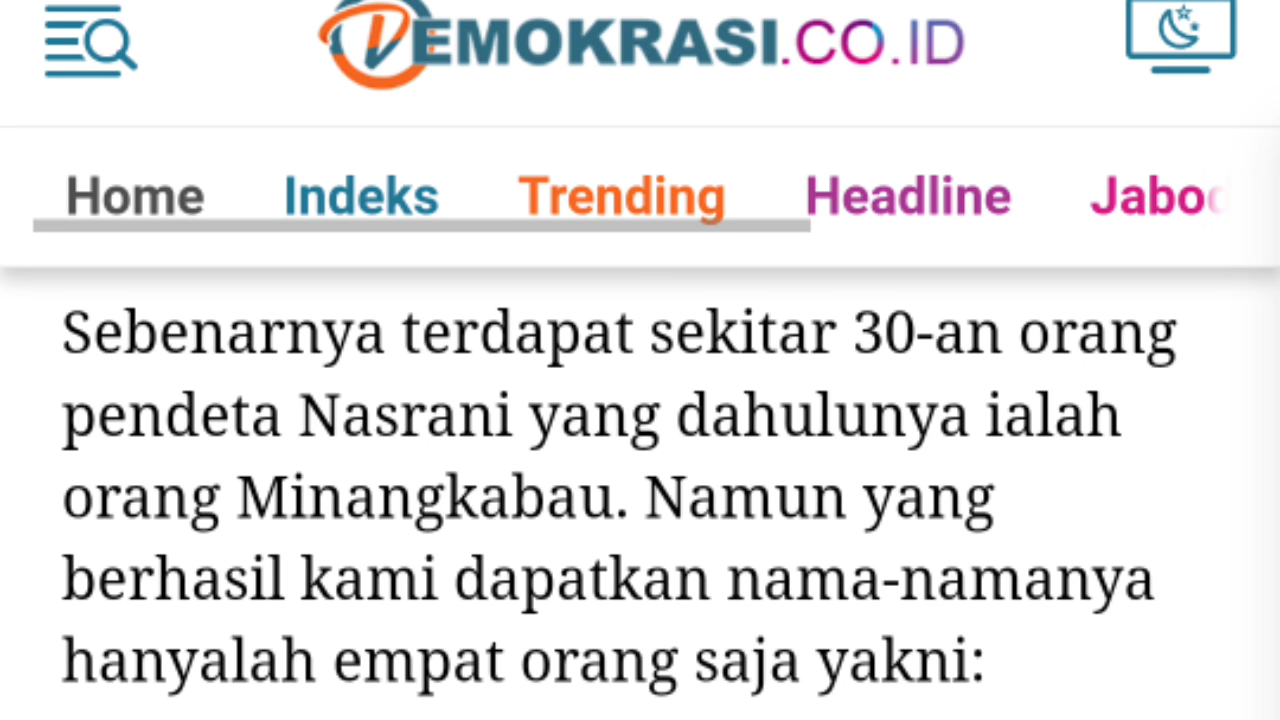 DEMOKRASI.CO.ID
Home Indeks Trending Headline
Sebenarnya terdapat sekitar 30-an orang
pendeta Nasrani yang dahulunya ialah
orang Minangkabau. Namun yang
berhasil kami dapatkan nama-namanya
hanyalah empat orang saja yakni: